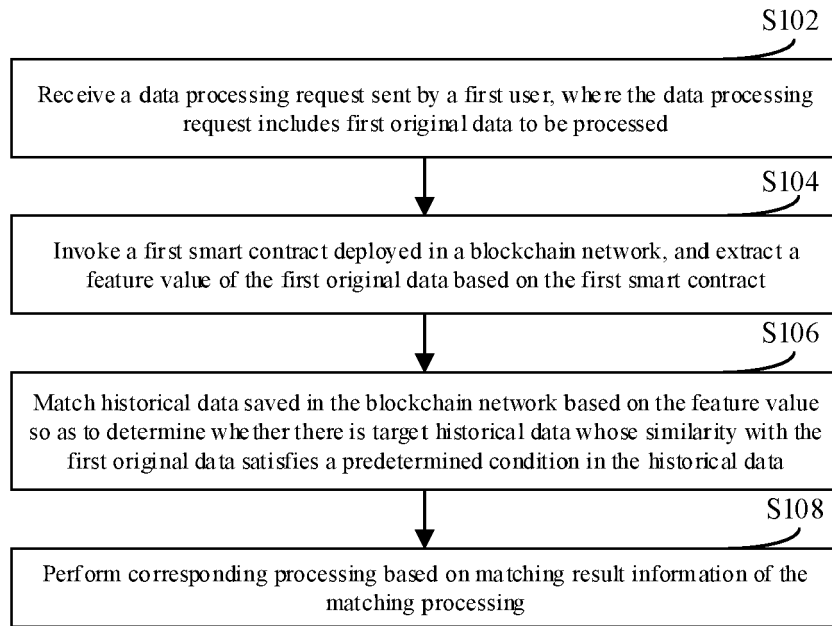 S102
Receive a data processing request sent by a first user, where the data processing
request includes first original data to be processed
S104
Invoke a first smart contract deployed in a blockchain network, and extract a
feature value of the first original data based on the first smart contract
S106
Match historical data saved in the blockchain network based on the feature value
so as to determine whether there is target historical data whose similarity with the
first original data satisfies a predetermined condition in the historical data
S108
Perform corresponding processing based on matching result information of the
matching processing